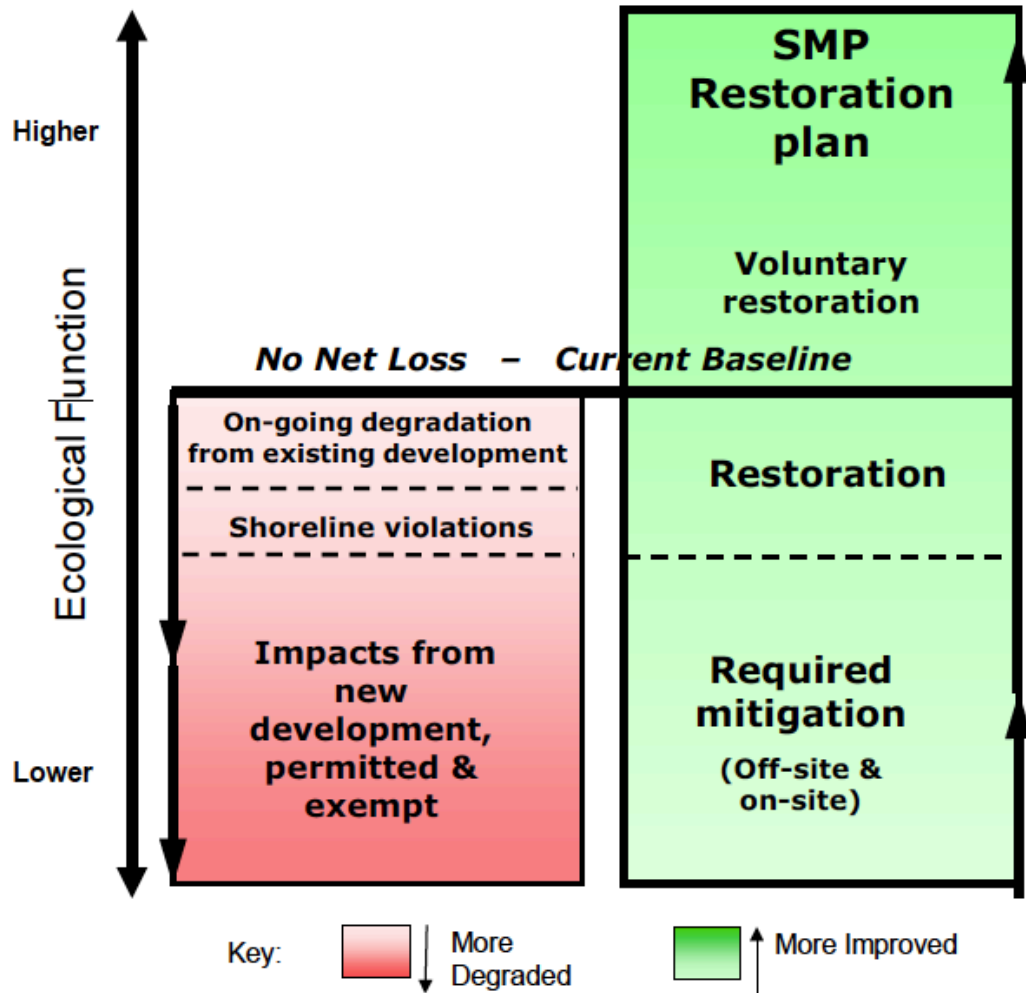 SMP
Restoration
plan
Higher
Voluntary
restoration
No Net Loss – Current Baseline
Ecological Function
On-going degradation
from existing development
Shoreline violations
Impacts from
new
development,
permitted &
exempt
Restoration
Required
mitigation
(Off-site &
on-site)
Lower
Key:
More
Degraded
More Improved